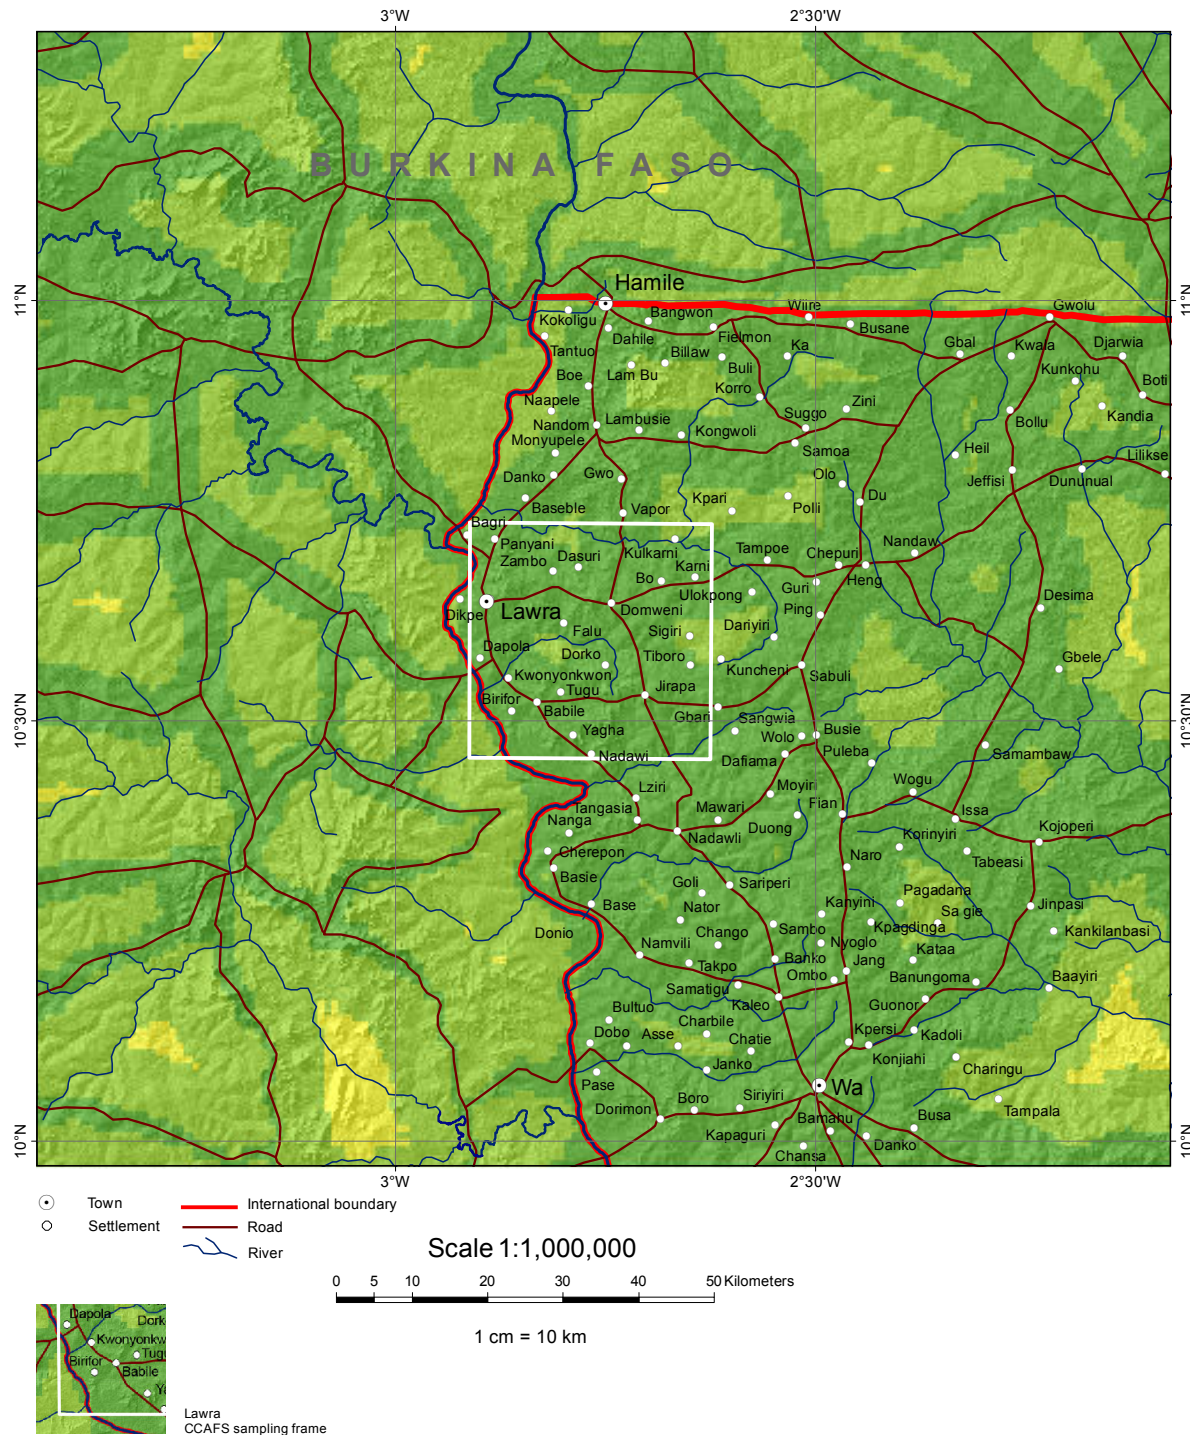 3°W
2°30'W
BURKINA FASO
11°N
11°N
Hamile
Bangwon
Wiire
Gwolu
Kokoligu
Dahile
Fielmon
Busane
Tantuo
Billaw
Buli
Ka
Gbal
Kwala
Djarwia
Boe
Lam Bu
Korro
Kunkohu
Boti
Naapele
Zini
Kandia
Nandom
Lambusie
Suggo
Bollu
Monyupele
Kongwoli
Samoa
Heil
Lilikse
Danko
Gwo
Olo
Jeffisi
Dununual
Baseble
Vapor
Kpari
Polli
Du
Bagri
Panyani
Kulkarni
Tampoe
Chepuri
Nandaw
Zambo
Dasuri
Bo
Karni
Heng
Ulokpong
Guri
Dikpe
Lawra
Domweni
Ping
Desima
Falu
Sigiri
Dariyiri
Dapola
Dorko
Tiboro
Kuncheni
Sabuli
Gbele
Kwonyonkwon
Tugu
Jirapa
Birifor
Babile
Gbari
10°30'N
10°30'N
Yagha
Sangwia
Wolo
Busie
Nadawi
Dafiama
Puleba
Samambaw
Lziri
Moyiri
Wogu
Tangasia
Mawari
Fian
Issa
Nanga
Nadawli
Duong
Korinyiri
Kojoperi
Cherepon
Naro
Tabeasi
Basie
Goli
Sariperi
Pagadana
Base
Nator
Kanyini
Sa gie
Jinpasi
Donio
Chango
Sambo
Kpagdinga
Kankilanbasi
Namvili
Nyoglo
Kataa
Takpo
Banko
Jang
Samatigu
Ombo
Banungoma
Baayiri
Kaleo
Guonor
Bultuo
Charbile
Dobo
Asse
Chatie
Kpersi
Kadoli
Janko
Konjiahi
Charingu
Pase
Wa
Dorimon
Boro
Siriyiri
Tampala
Kapaguri
Bamahu
Busa
Danko
Chansa
10°N
10°N
3°W
2°30'W
Town
International boundary
Settlement
Road
River
Scale 1:1,000,000
0 5 10 20 30 40 50 Kilometers
1 cm = 10 km
Dapola
Dork
Kwonyonkw
Tugu
Birifor
Babile
Ya
Lawra
CCAFS sampling frame